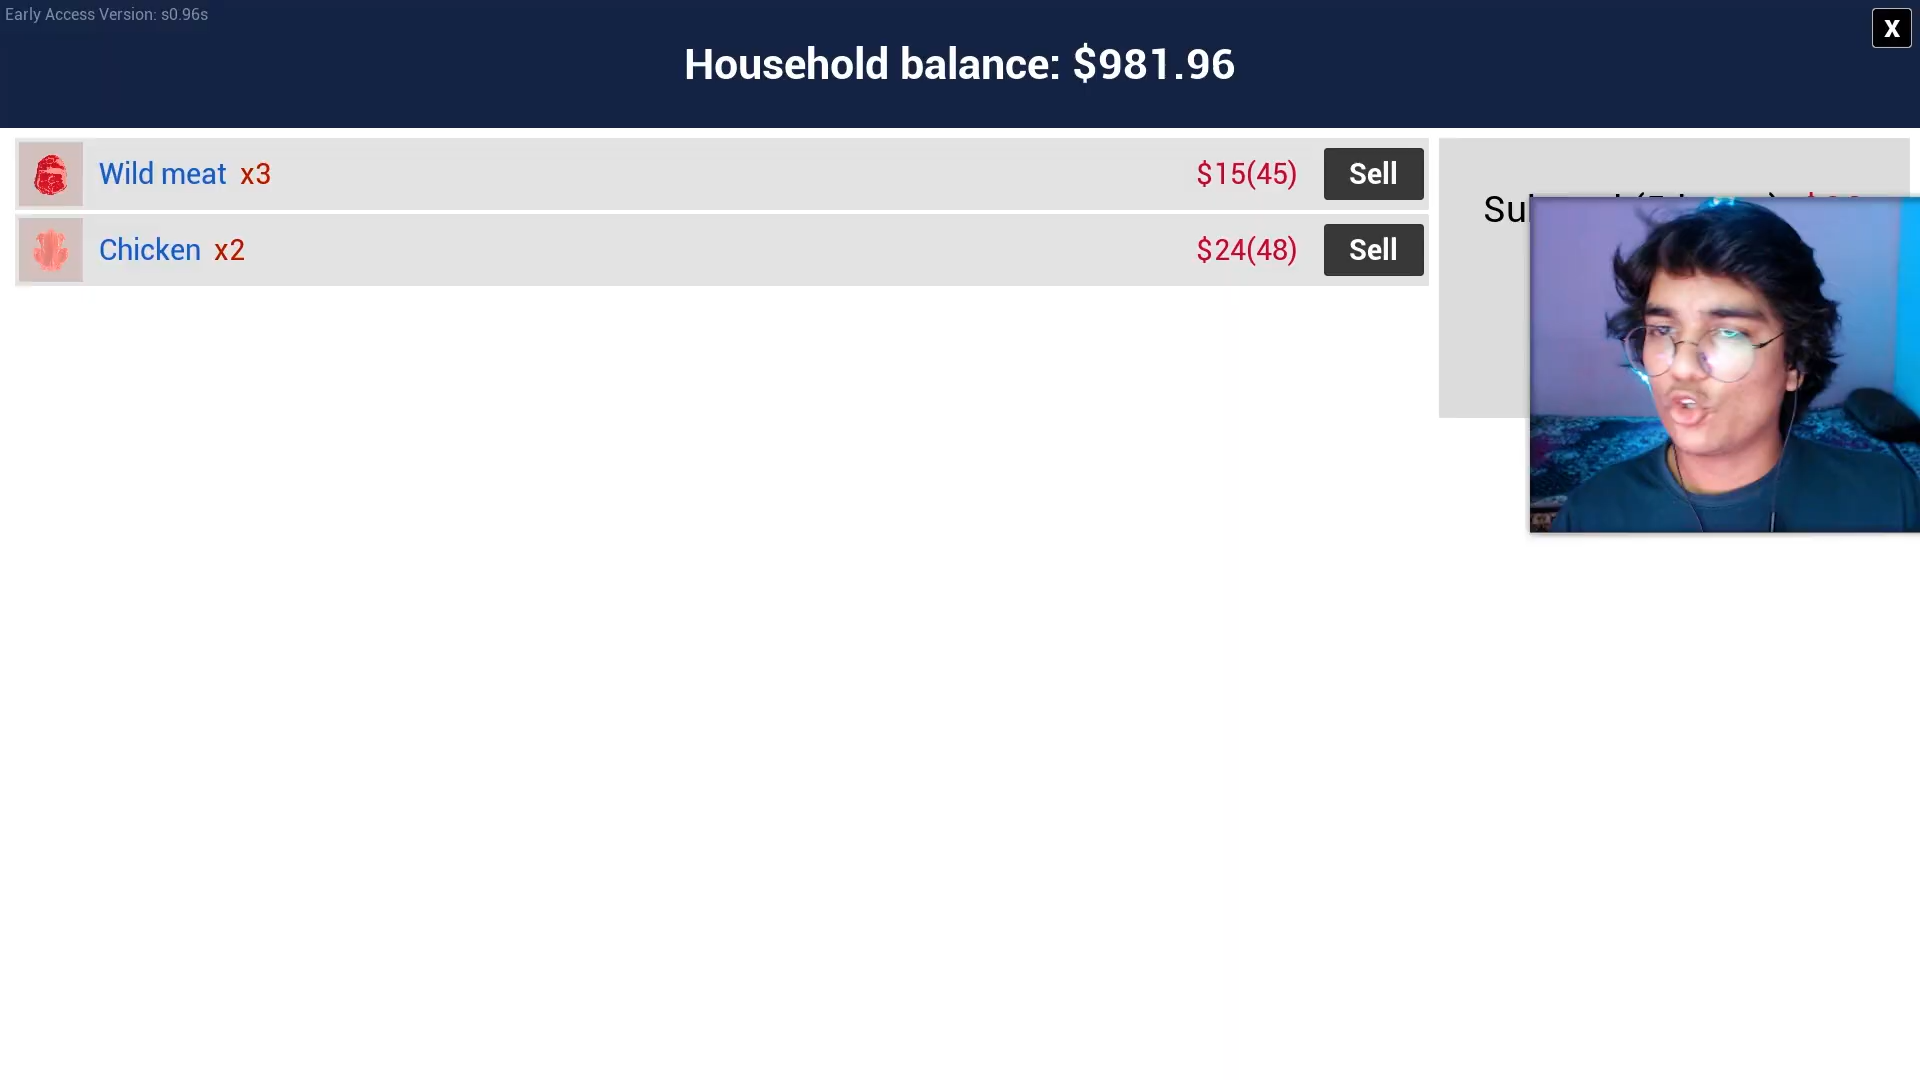 Early Access Version: s0.96s
X
Household balance: $981.96
Wild meat x3 $15(45) Sell
Chicken x2 $24(48) Sell